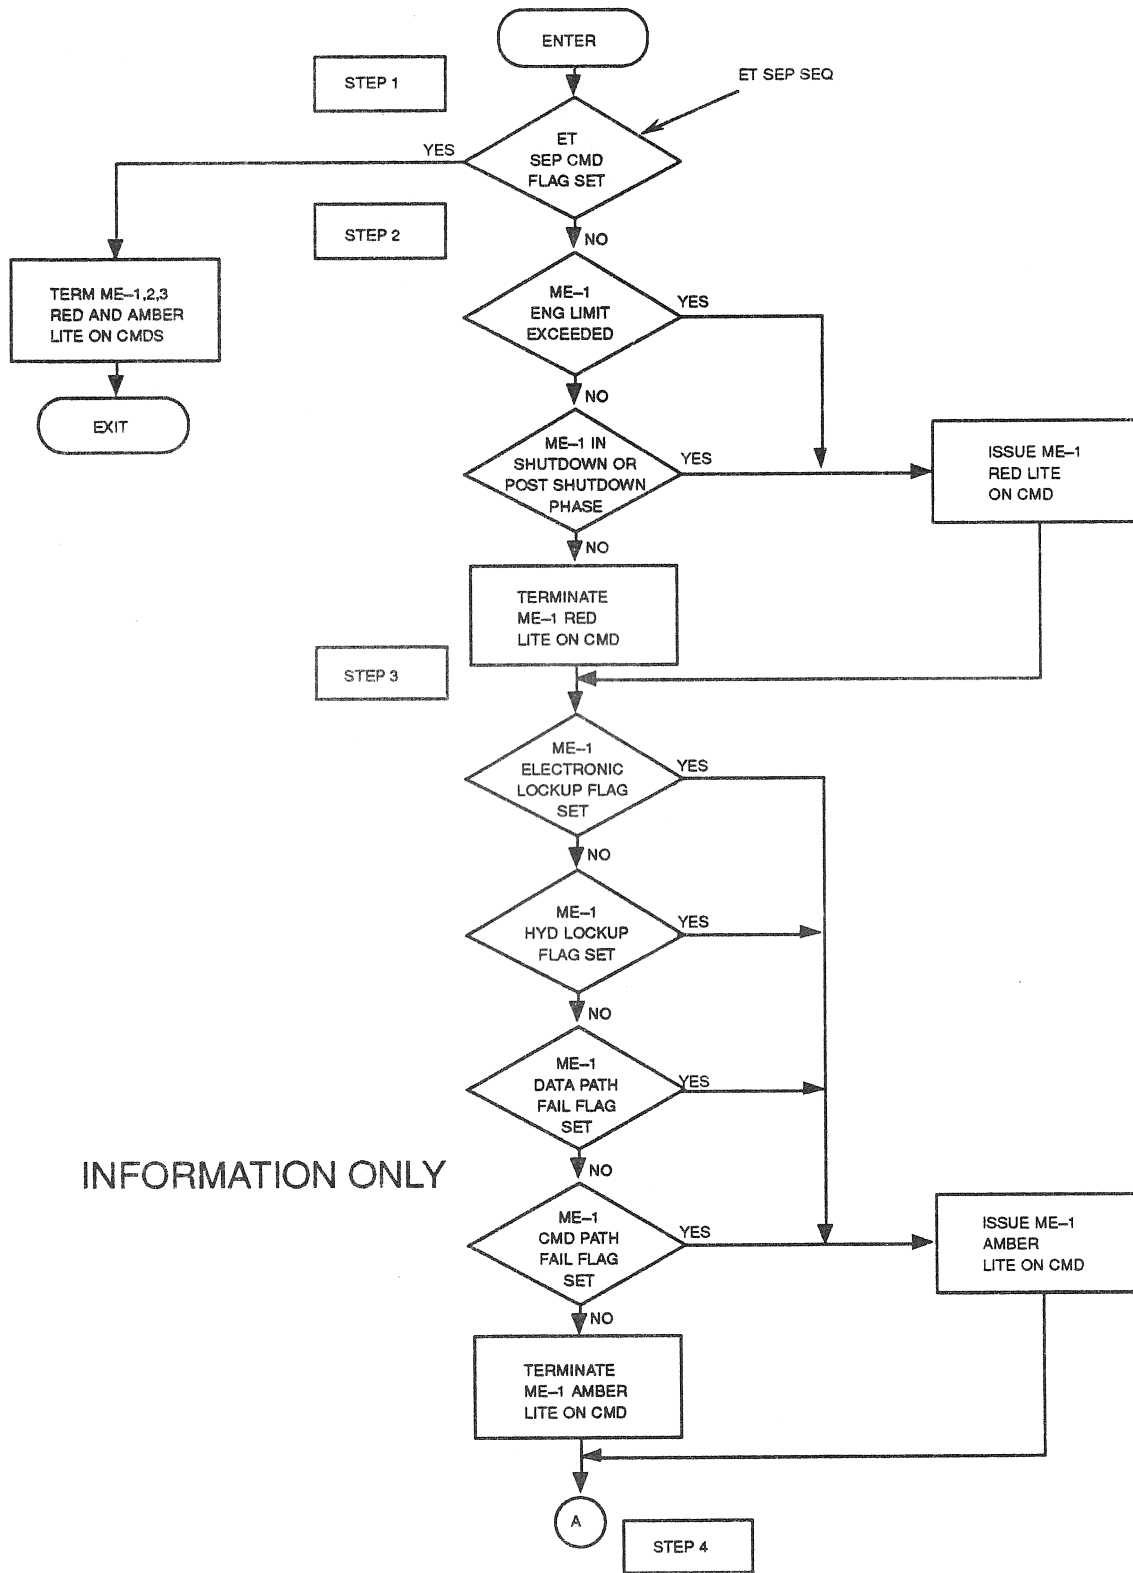 ENTER
STEP 1
ET SEP SEQ
ET
SEP CMD
FLAG SET
YES
NO
STEP 2
TERM ME–1,2,3
RED AND AMBER
LITE ON CMDS
EXIT
ME–1
ENG LIMIT
EXCEEDED
YES
NO
ME–1 IN
SHUTDOWN OR
POST SHUTDOWN
PHASE
YES
NO
ISSUE ME–1
RED LITE
ON CMD
TERMINATE
ME–1 RED
LITE ON CMD
STEP 3
ME–1
ELECTRONIC
LOCKUP FLAG
SET
YES
NO
ME–1
HYD LOCKUP
FLAG SET
YES
NO
ME–1
DATA PATH
FAIL FLAG
SET
YES
NO
INFORMATION ONLY
ME–1
CMD PATH
FAIL FLAG
SET
YES
NO
ISSUE ME–1
AMBER
LITE ON CMD
TERMINATE
ME–1 AMBER
LITE ON CMD
A
STEP 4